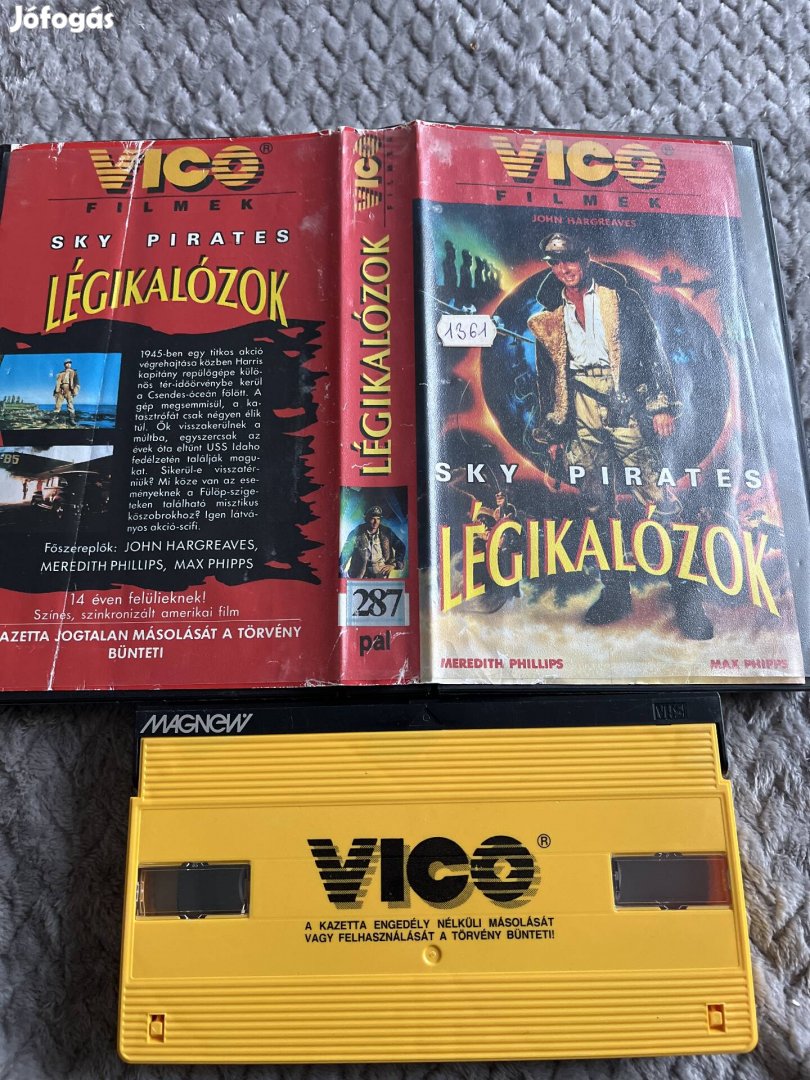 Jófogás
VICO®
FILMEK
SKY PIRATES
LÉGIKALÓZOK
1945-ben egy titkos akció
végrehajtása közben Harris
kapitány repülőgépe külö-
nös tér-időörvénybe kerül
a Csendes-óceán fölött. A
gép megsemmisül, a ka-
tasztrófát csak négyen élik
túl. Ők visszakerülnek a
múltba, egyszercsak az
évek óta eltűnt USS Idaho
fedelzetén találják magu-
kat. Sikerül-e visszatér-
niük? Mi köze van az ese-
ményeknek a Fülöp-szige-
teken található misztikus
kőszobrokhoz? Igen látvá-
nyos akció-scifi.
Főszereplők: JOHN HARGREAVES,
MEREDITH PHILLIPS, MAX PHIPPS
14 éven felülieknek!
Színes, szinkronizált amerikai film
KAZETTA JOGTALAN MÁSOLÁSÁT A TÖRVÉNY
BÜNTETI
VICO
FILMEK
LÉGIKALÓZOK
287
pál
VICO®
FILMEK
JOHN HARGREAVES
1361
SKY PIRATES
LÉGIKALÓZOK
MEREDITH PHILLIPS MAX PHIPPS
MAGNEW VHS
VICO®
A KAZETTA ENGEDÉLY NÉLKÜLI MÁSOLÁSÁT
VAGY FELHASZNÁLÁSÁT A TÖRVÉNY BÜNTETI!